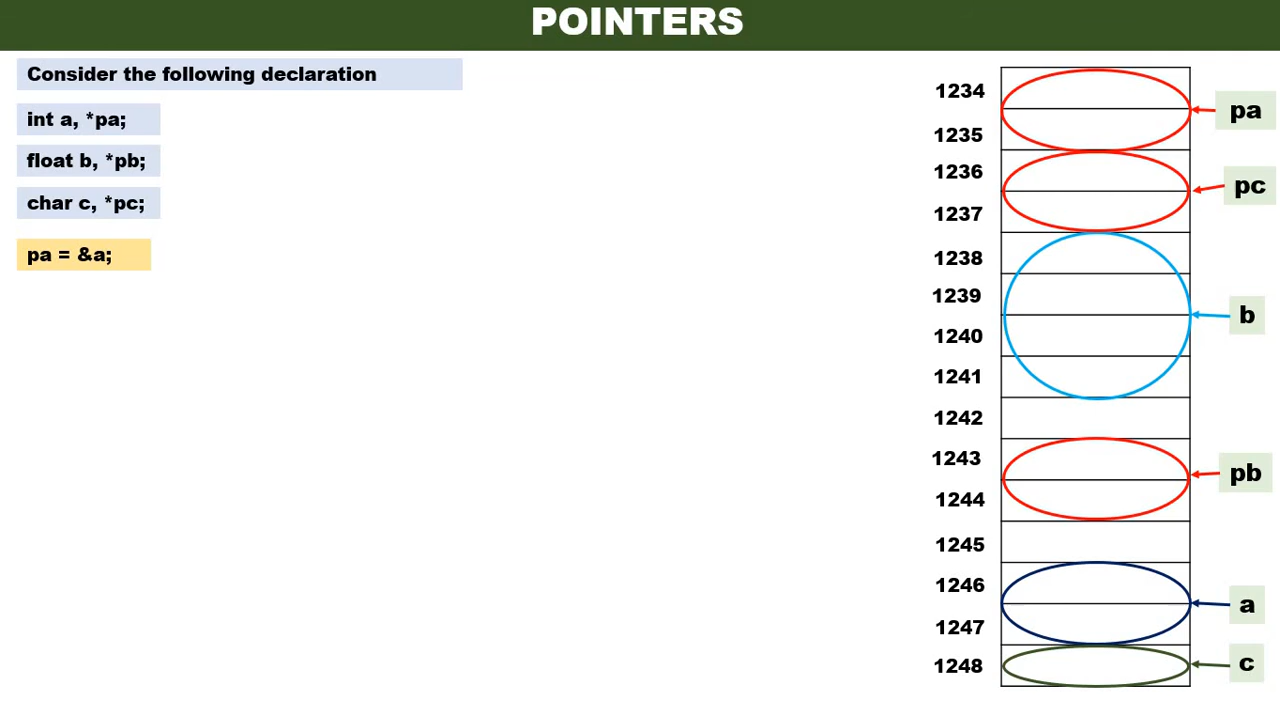 POINTERS
Consider the following declaration
int a, *pa;
float b, *pb;
char c, *pc;
pa = &a;
1234
pa
1235
1236
pc
1237
1238
1239
b
1240
1241
1242
1243
pb
1244
1245
1246
a
1247
1248
c